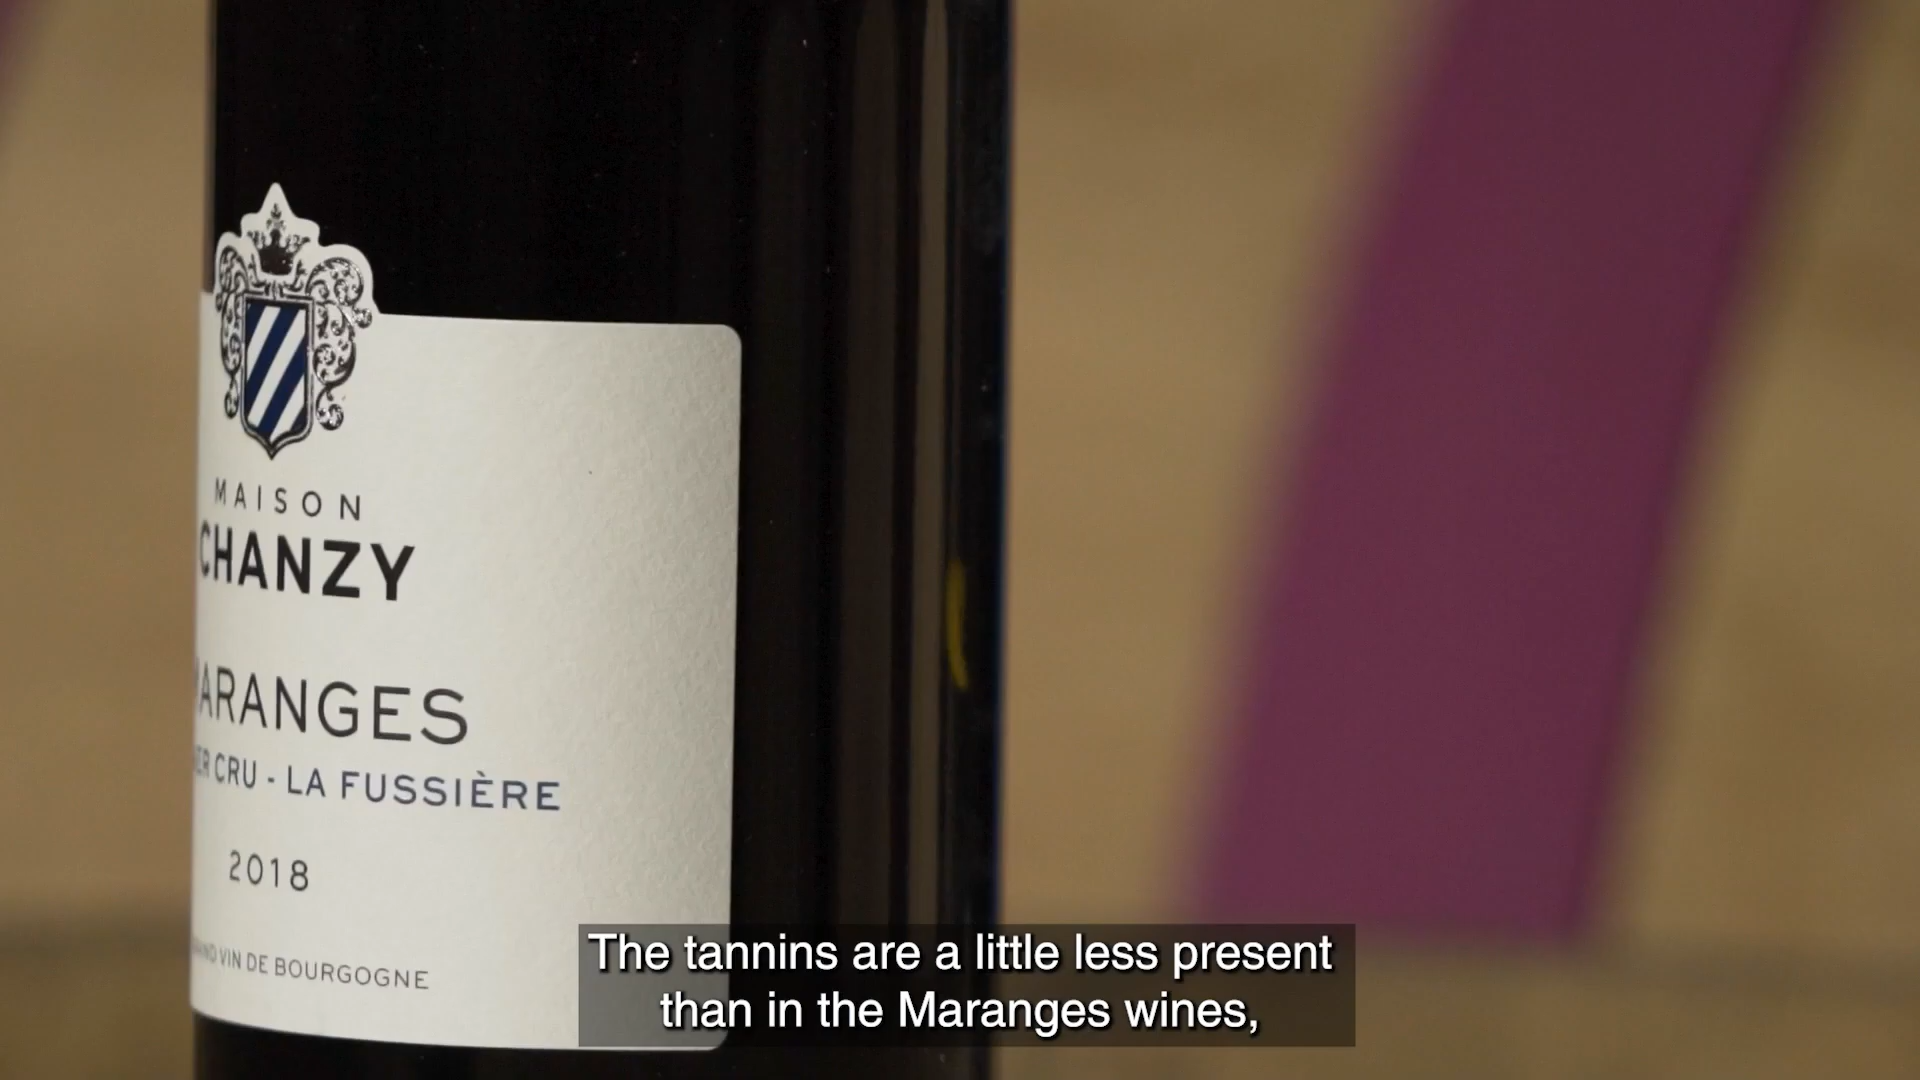 MAISON
CHANZY
ARANGES
ER CRU - LA FUSSIÈRE
2018
AND VIN DE BOURGOGNE
The tannins are a little less present
than in the Maranges wines,